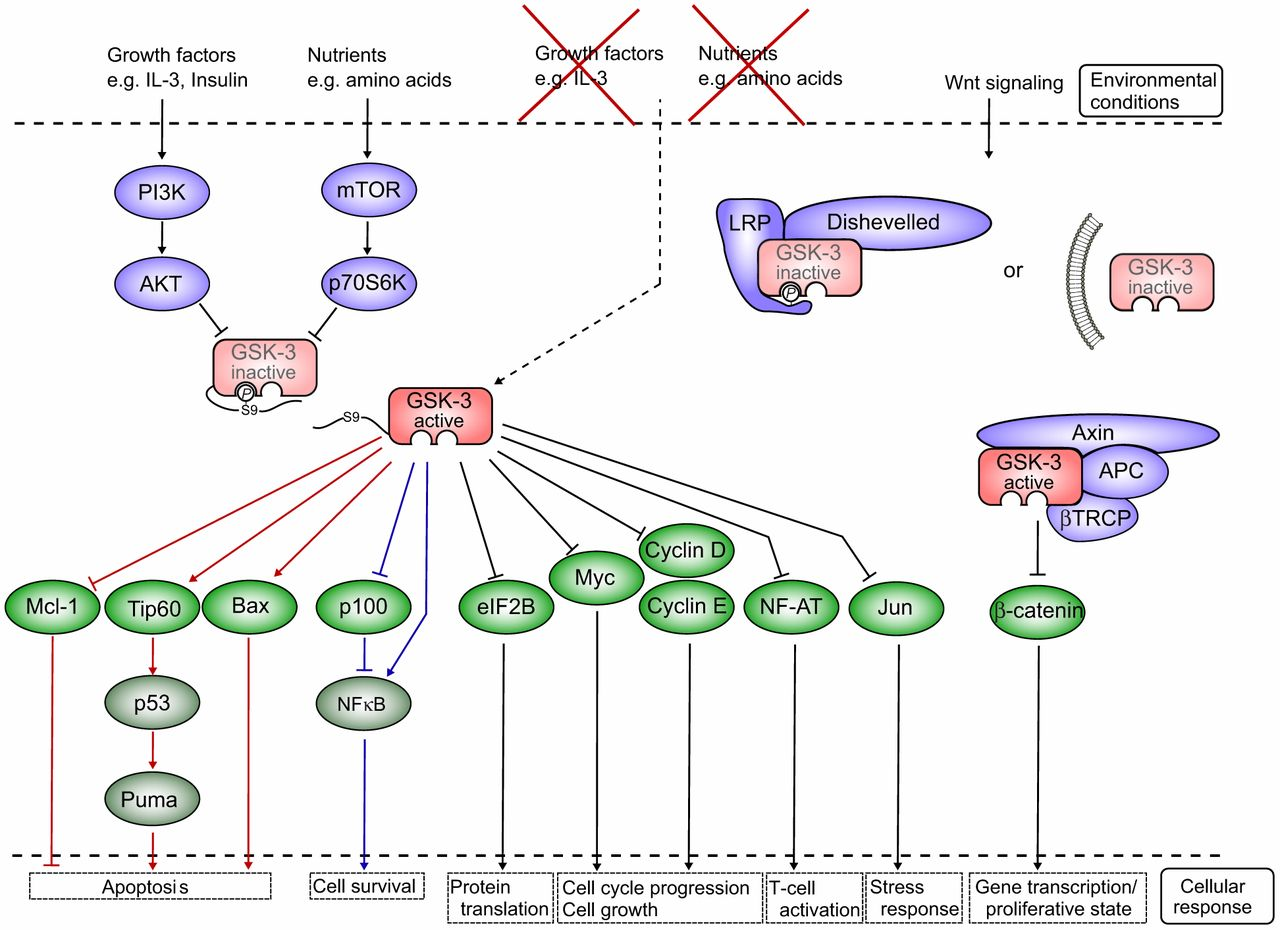 Growth factors
e.g. IL-3, Insulin
Nutrients
e.g. amino acids
Growth factors
e.g. IL-3
Nutrients
e.g. amino acids
Wnt signaling
Environmental
conditions
PI3K
mTOR
AKT
p70S6K
LRP
Dishevelled
GSK-3
inactive
P
or
GSK-3
inactive
GSK-3
inactive
P
S9
S9
GSK-3
active
Axin
GSK-3
active
APC
βTRCP
Mcl-1
Tip60
Bax
p100
eIF2B
Myc
Cyclin D
Cyclin E
NF-AT
Jun
β-catenin
p53
NFκB
Puma
Apoptosis
Cell survival
Protein
translation
Cell cycle progression
Cell growth
T-cell
activation
Stress
response
Gene transcription/
proliferative state
Cellular
response